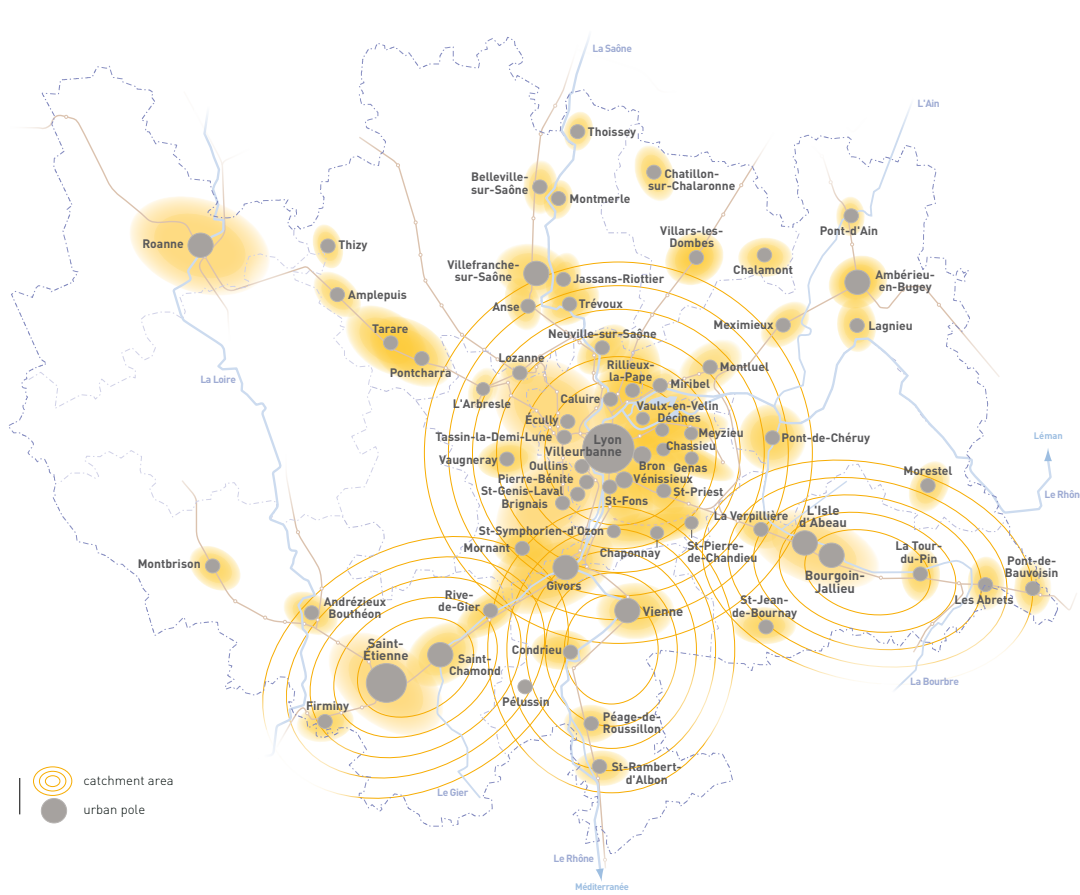 La Saône
L'Ain
Thoissey
Chatillon-
sur-Chalaronne
Belleville-
sur-Saône
Montmerle
Pont-d'Ain
Villars-les-
Dombes
Roanne
Thizy
Chalamont
Villefranche-
sur-Saône
Jassans-Riottier
Ambérieu-
en-Bugey
Amplepuis
Anse
Trévoux
Meximieux
Lagnieu
Tarare
Neuville-sur-Saône
Pontcharra
Lozanne
Rillieux-
la-Pape
Montluel
La Loire
L'Arbresle
Miribel
Caluire
Vaulx-en-Velin
Écully
Décines
Tassin-la-Demi-Lune
Lyon
Villeurbanne
Meyzieu
Pont-de-Chéruy
Léman
Chassieu
Vaugneray
Oullins
Bron
Genas
Pierre-Bénite
Vénissieux
Morestel
St-Genis-Laval
St-Priest
Le Rhôn
Brignais
St-Fons
La Verpillière
L'Isle
d'Abeau
St-Symphorien-d'Ozon
Mornant
Chaponnay
St-Pierre-
de-Chandieu
La Tour-
du-Pin
Pont-de-
Bauvoisin
Montbrison
Givors
Bourgoin-
Jallieu
Les Abrets
Andrézieux
Bouthéon
Rive-
de-Gier
Vienne
St-Jean-
de-Bournay
Saint-
Étienne
Saint-
Chamond
Condrieu
La Bourbre
Pélussin
Firminy
Péage-de-
Roussillon
St-Rambert-
d'Albon
catchment area
Le Gier
urban pole
Le Rhône
Méditerranée